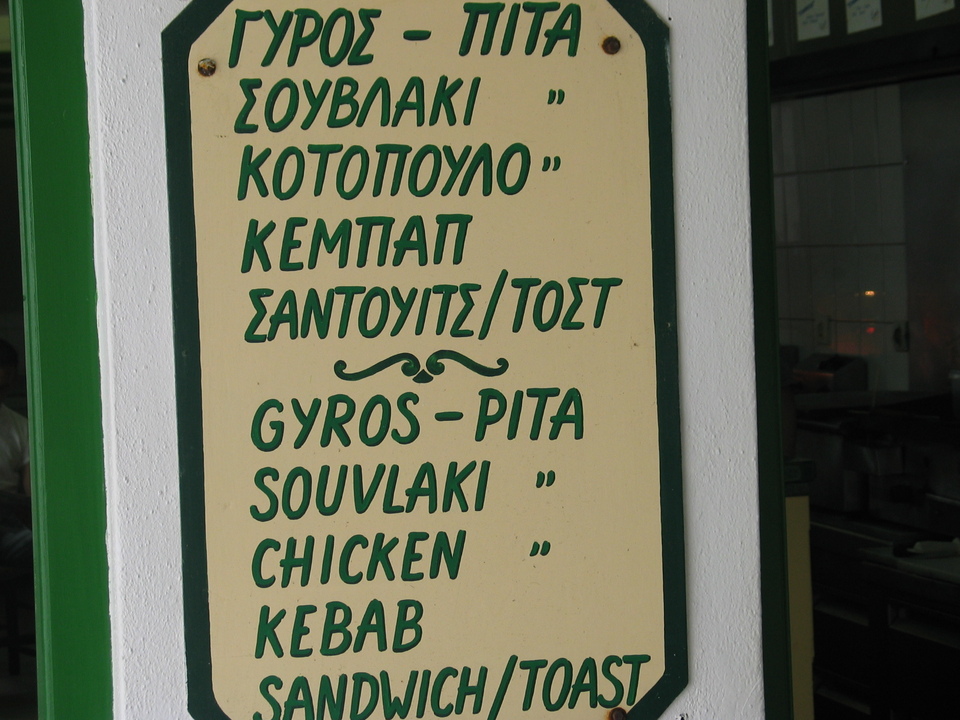 ΓΥΡΟΣ - ΠΙΤΑ
ΣΟΥΒΛΑΚΙ "
ΚΟΤΟΠΟΥΛΟ "
ΚΕΜΠΑΠ
ΣΑΝΤΟΥΙΤΣ/ΤΟΣΤ
GYROS - PITA
SOUVLAKI "
CHICKEN "
KEBAB
SANDWICH/TOAST